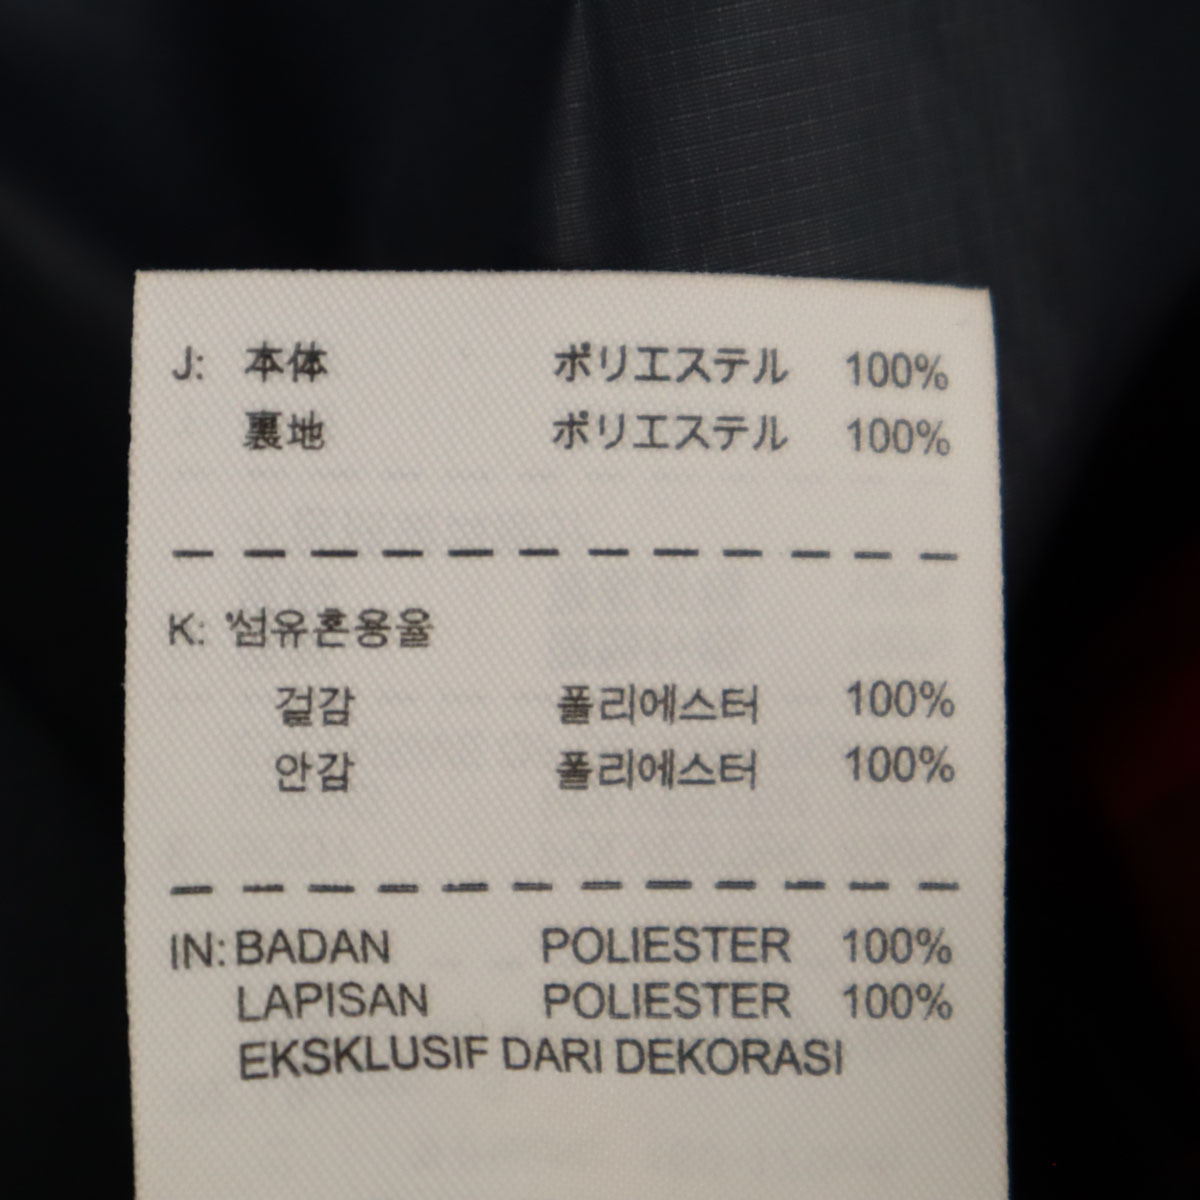 J: 本体 ポリエステル 100%
裏地 ポリエステル 100%
K: 섬유혼용율
걸감 폴리에스터 100%
안감 폴리에스터 100%
IN: BADAN POLIESTER 100%
LAPISAN POLIESTER 100%
EKSKLUSIF DARI DEKORASI